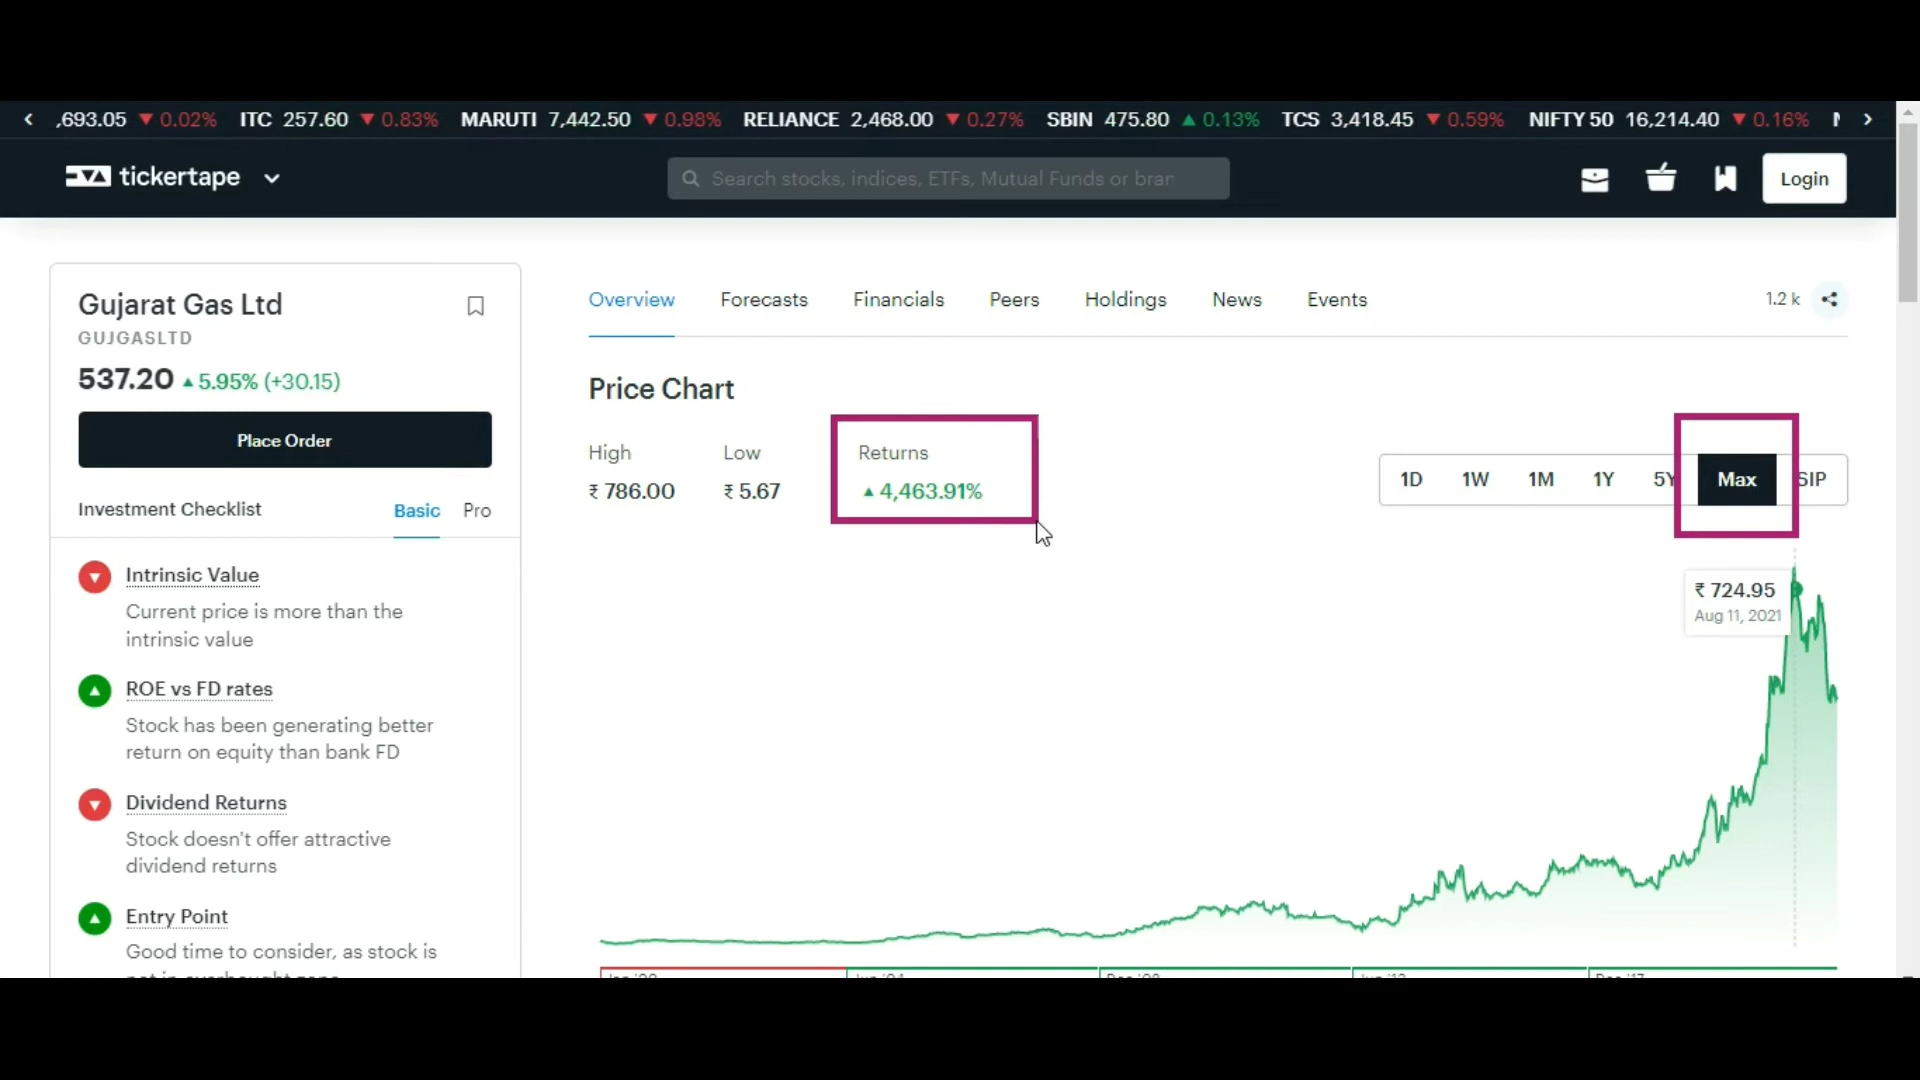 ,693.05 ▼ 0.02% ITC 257.60 ▼ 0.83% MARUTI 7,442.50 ▼ 0.98% RELIANCE 2,468.00 ▼ 0.27% SBIN 475.80 ▲ 0.13% TCS 3,418.45 ▼ 0.59% NIFTY 50 16,214.40 ▼ 0.16%
tickertape
Search stocks, indices, ETFs, Mutual Funds or bran
Login
Gujarat Gas Ltd
GUJGASLTD
537.20 ▲ 5.95% (+30.15)
Place Order
Investment Checklist Basic Pro
Intrinsic Value
Current price is more than the
intrinsic value
ROE vs FD rates
Stock has been generating better
return on equity than bank FD
Dividend Returns
Stock doesn't offer attractive
dividend returns
Entry Point
Good time to consider, as stock is
Overview Forecasts Financials Peers Holdings News Events 1.2 k
Price Chart
High Low Returns
₹ 786.00 ₹ 5.67 ▲ 4,463.91%
1D 1W 1M 1Y 5Y Max SIP
₹ 724.95
Aug 11, 2021